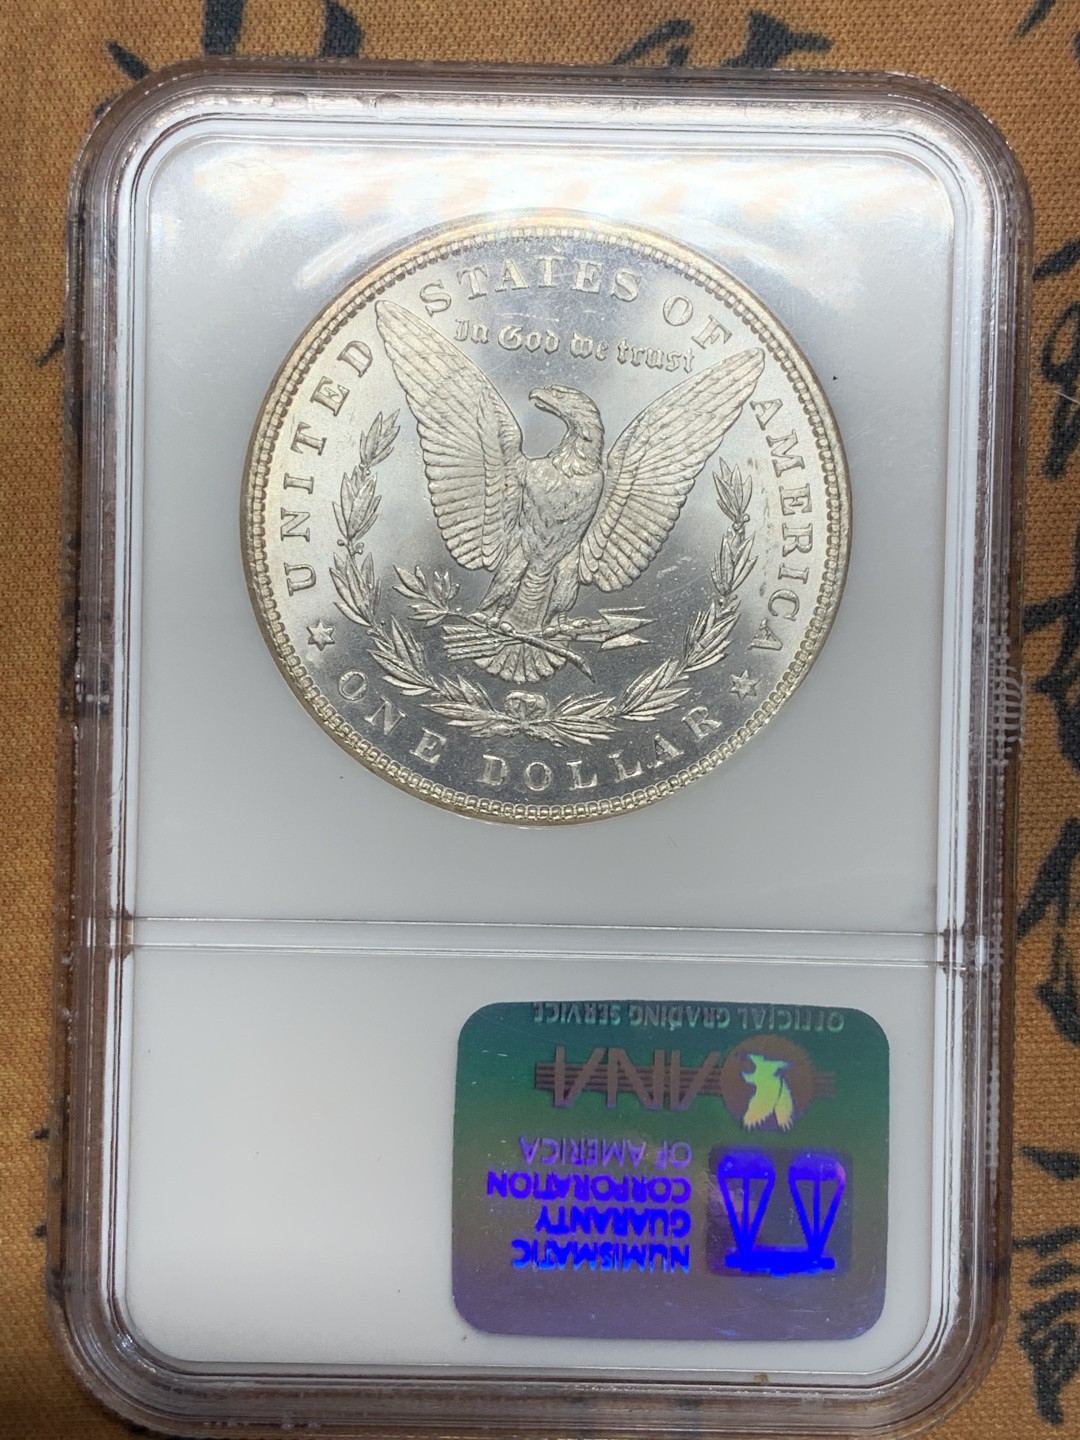 UNITED STATES OF AMERICA
In God we trust
ONE DOLLAR
NUMISMATIC
GUARANTY
CORPORATION
OF AMERICA
ANA
OFFICIAL GRADING SERVICE